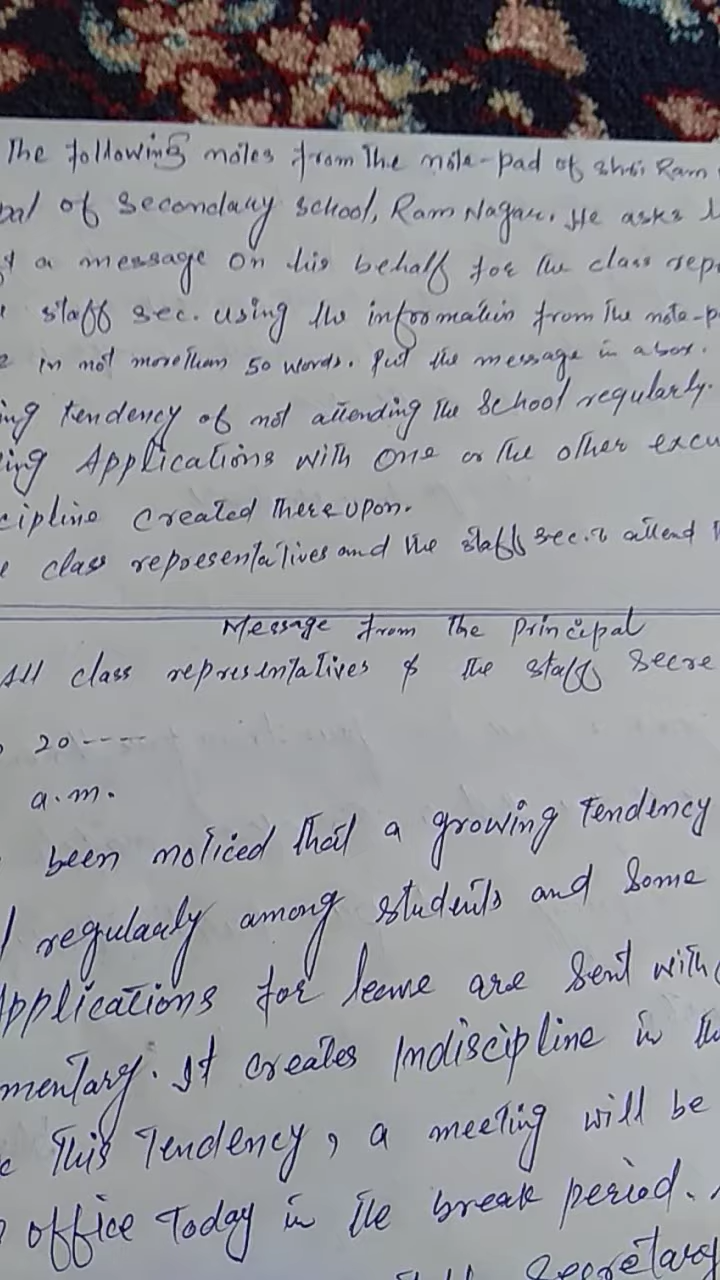 The following notes from the note-pad of Shri Ram
pal of Secondary School, Ram Nagar. He asks
a message on his behalf for the class rep
staff sec. using the information from the note-p
in not more than 50 words. Put the message in a box.
ing tendency of not attending the School regularly.
ing Applications with one or the other excu
cipline created thereupon.
e class representatives and the staff sec. to attend
Message from the Principal
All class representatives & the staff Secre
20----
a.m.
been noticed that a growing tendency
l regularly among students and some
Applications for leave are sent with
mentary. It creates Indiscipline in th
This Tendency, a meeting will be
office Today in the break period.
Secretary